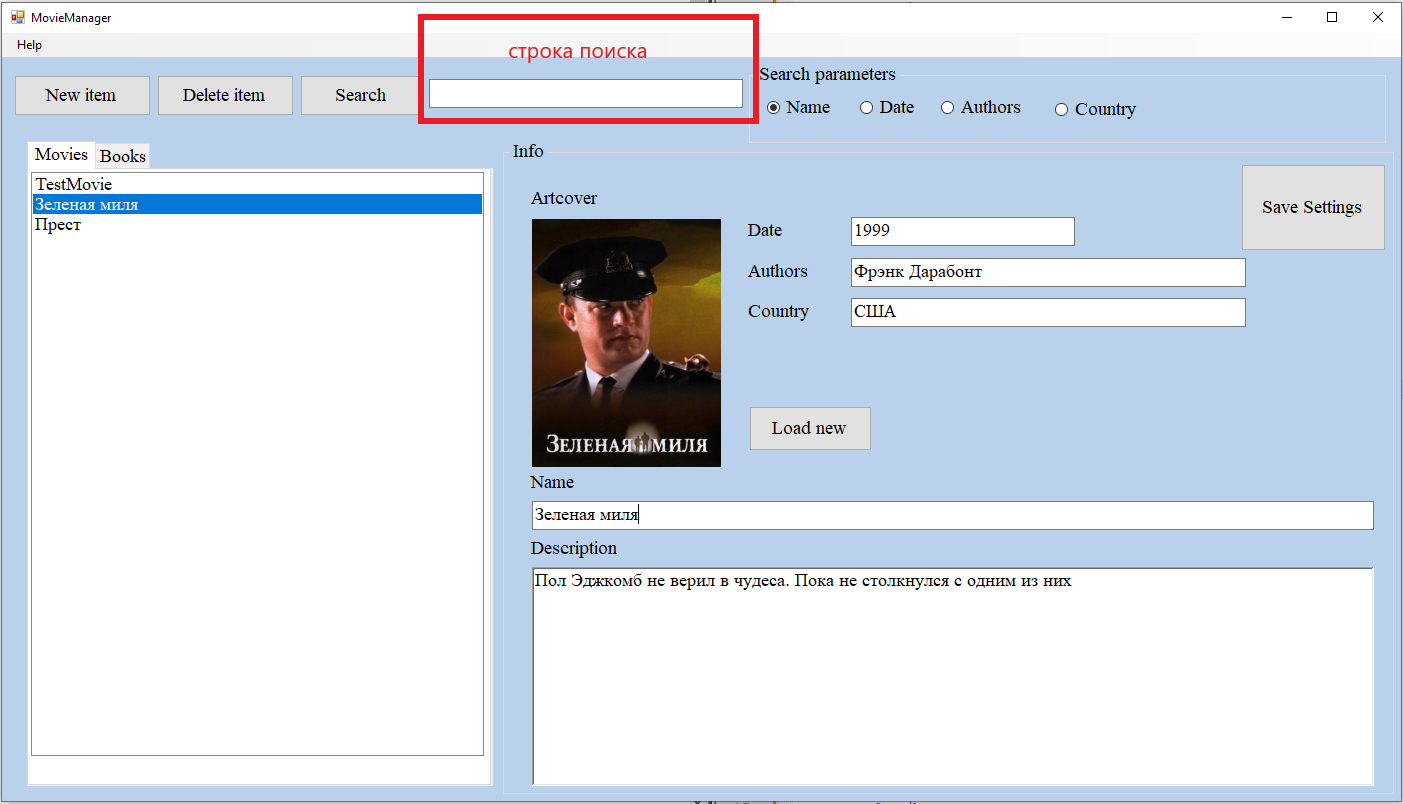 MovieManager
Help
строка поиска
New item
Delete item
Search
Search parameters
Name
Date
Authors
Country
Movies
Books
TestMovie
Зеленая миля
Прест
Info
Save Settings
Artcover
Date
1999
Authors
Фрэнк Дарабонт
Country
США
ЗЕЛЕНАЯ МИЛЯ
Load new
Name
Зеленая миля
Description
Пол Эджкомб не верил в чудеса. Пока не столкнулся с одним из них